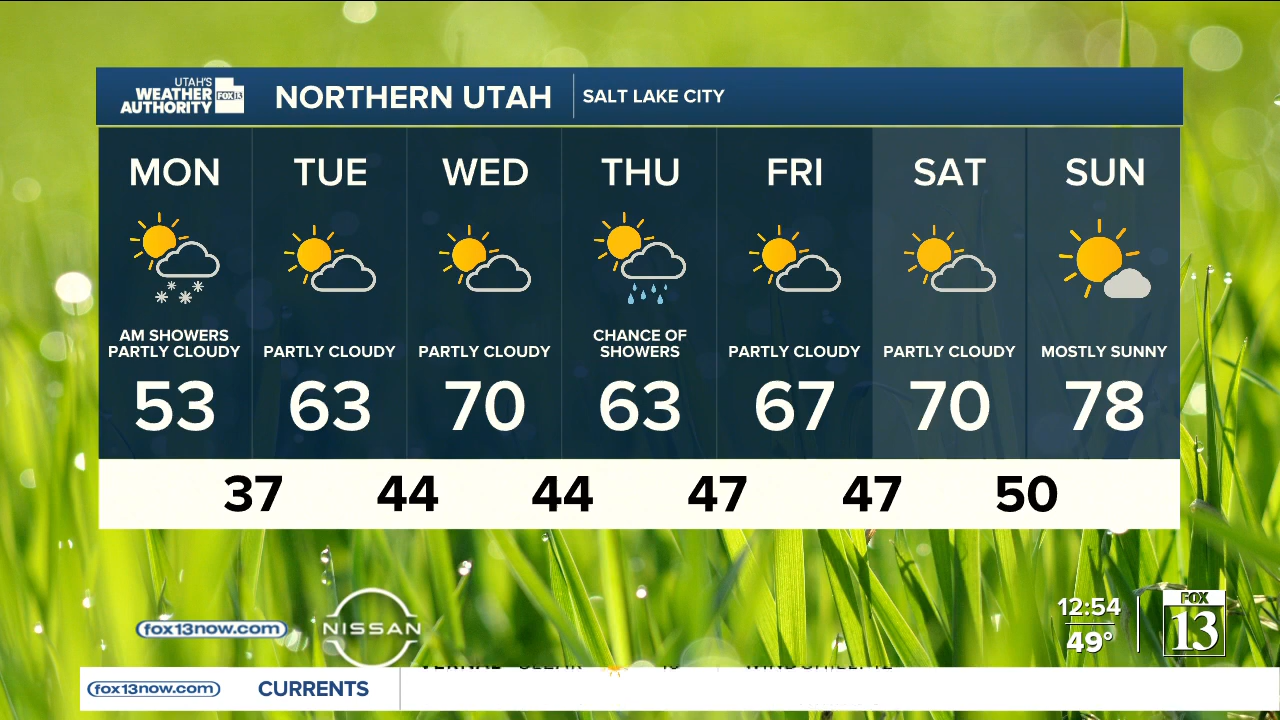 UTAH'S
WEATHER
AUTHORITY
FOX 13
NORTHERN UTAH
SALT LAKE CITY
MON
TUE
WED
THU
FRI
SAT
SUN
AM SHOWERS
PARTLY CLOUDY
PARTLY CLOUDY
PARTLY CLOUDY
CHANCE OF
SHOWERS
PARTLY CLOUDY
PARTLY CLOUDY
MOSTLY SUNNY
53
63
70
63
67
70
78
37
44
44
47
47
50
fox13now.com
NISSAN
12:54
49°
FOX
13
fox13now.com
CURRENTS